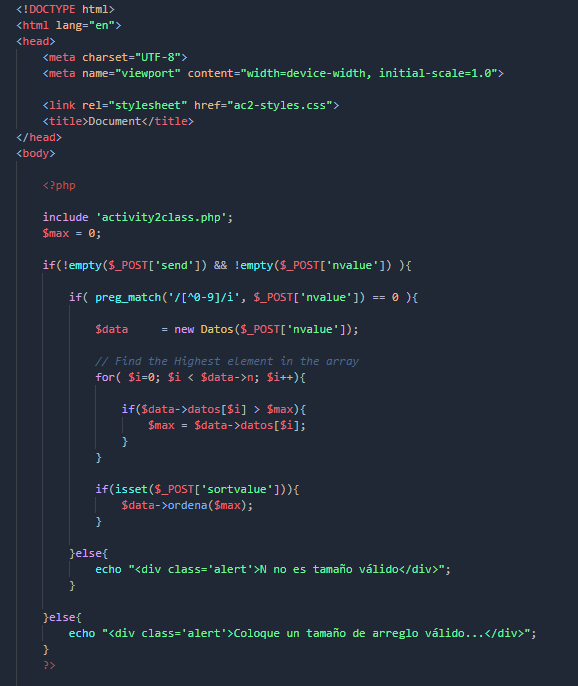 <!DOCTYPE html>
<html lang="en">
<head>
    <meta charset="UTF-8">
    <meta name="viewport" content="width=device-width, initial-scale=1.0">

    <link rel="stylesheet" href="ac2-styles.css">
    <title>Document</title>
</head>
<body>

    <?php

    include 'activity2class.php';
    $max = 0;

    if(!empty($_POST['send']) && !empty($_POST['nvalue']) ){

        if( preg_match('/[^0-9]/i', $_POST['nvalue']) == 0 ){

            $data     = new Datos($_POST['nvalue']);

            // Find the Highest element in the array
            for( $i=0; $i < $data->n; $i++){

                if($data->datos[$i] > $max){
                    $max = $data->datos[$i];
                }
            }

            if(isset($_POST['sortvalue'])){
                $data->ordena($max);
            }

        }else{
            echo "<div class='alert'>N no es tamaño válido</div>";
        }

    }else{
        echo "<div class='alert'>Coloque un tamaño de arreglo válido...</div>";
    }
    ?>